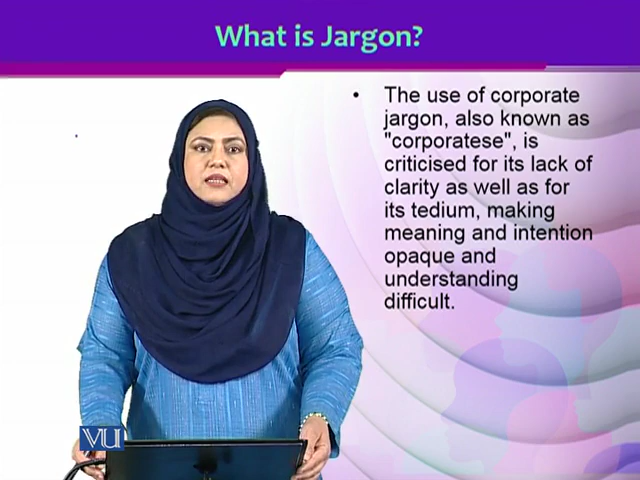 What is Jargon?
• The use of corporate
jargon, also known as
"corporatese", is
criticised for its lack of
clarity as well as for
its tedium, making
meaning and intention
opaque and
understanding
difficult.
VU